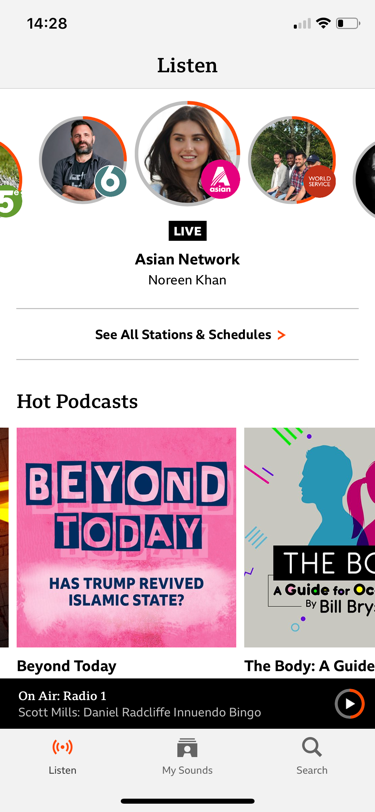 14:28
Listen
5
6
A
asian
WORLD
SERVICE
LIVE
Asian Network
Noreen Khan
See All Stations & Schedules >
Hot Podcasts
BEYOND
TODAY
HAS TRUMP REVIVED
ISLAMIC STATE?
THE BO
A Guide for Oc
By Bill Brys
Beyond Today
The Body: A Guide
On Air: Radio 1
Scott Mills: Daniel Radcliffe Innuendo Bingo
Listen
My Sounds
Search